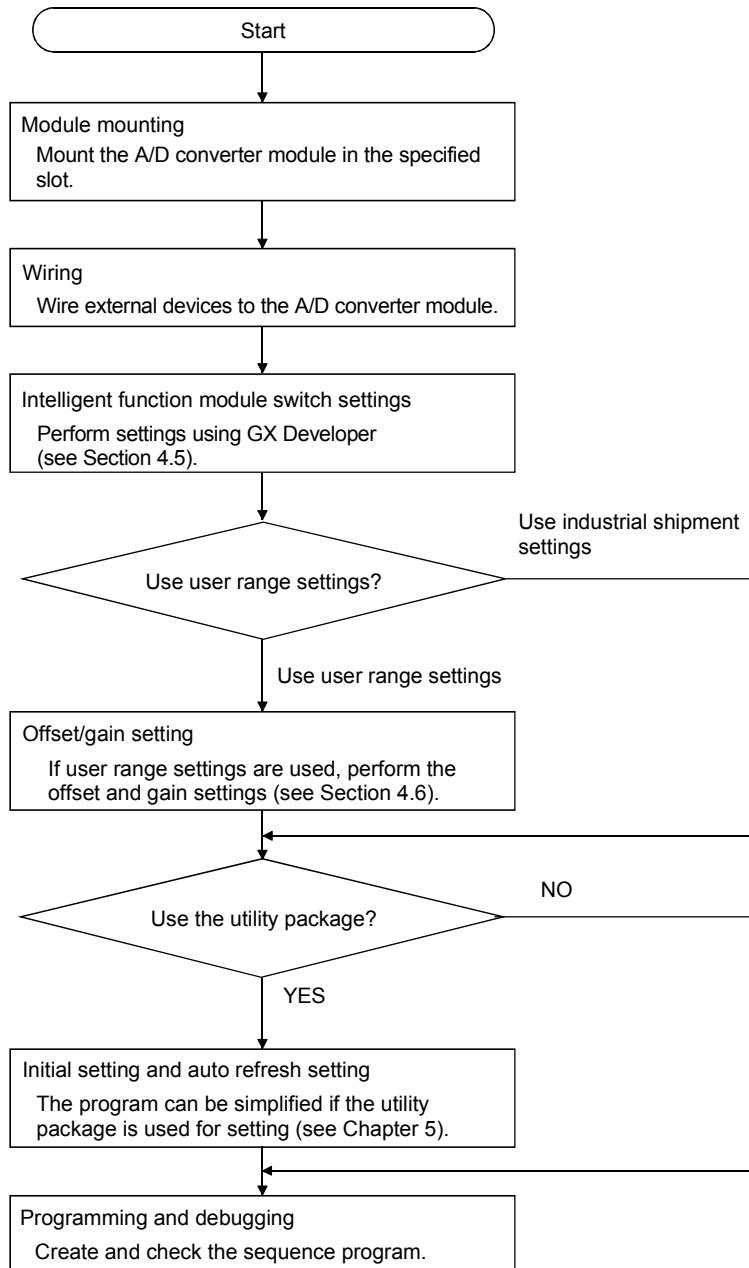 Start
Module mounting
Mount the A/D converter module in the specified
slot.
Wiring
Wire external devices to the A/D converter module.
Intelligent function module switch settings
Perform settings using GX Developer
(see Section 4.5).
Use industrial shipment
settings
Use user range settings?
Use user range settings
Offset/gain setting
If user range settings are used, perform the
offset and gain settings (see Section 4.6).
NO
Use the utility package?
YES
Initial setting and auto refresh setting
The program can be simplified if the utility
package is used for setting (see Chapter 5).
Programming and debugging
Create and check the sequence program.